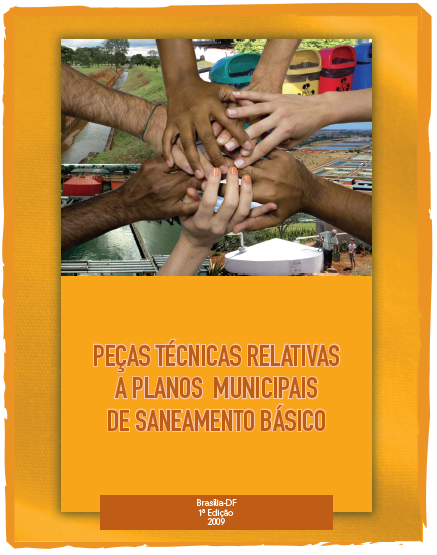 PEÇAS TÉCNICAS RELATIVAS
A PLANOS MUNICIPAIS
DE SANEAMENTO BÁSICO
Brasília-DF
1ª Edição
2009